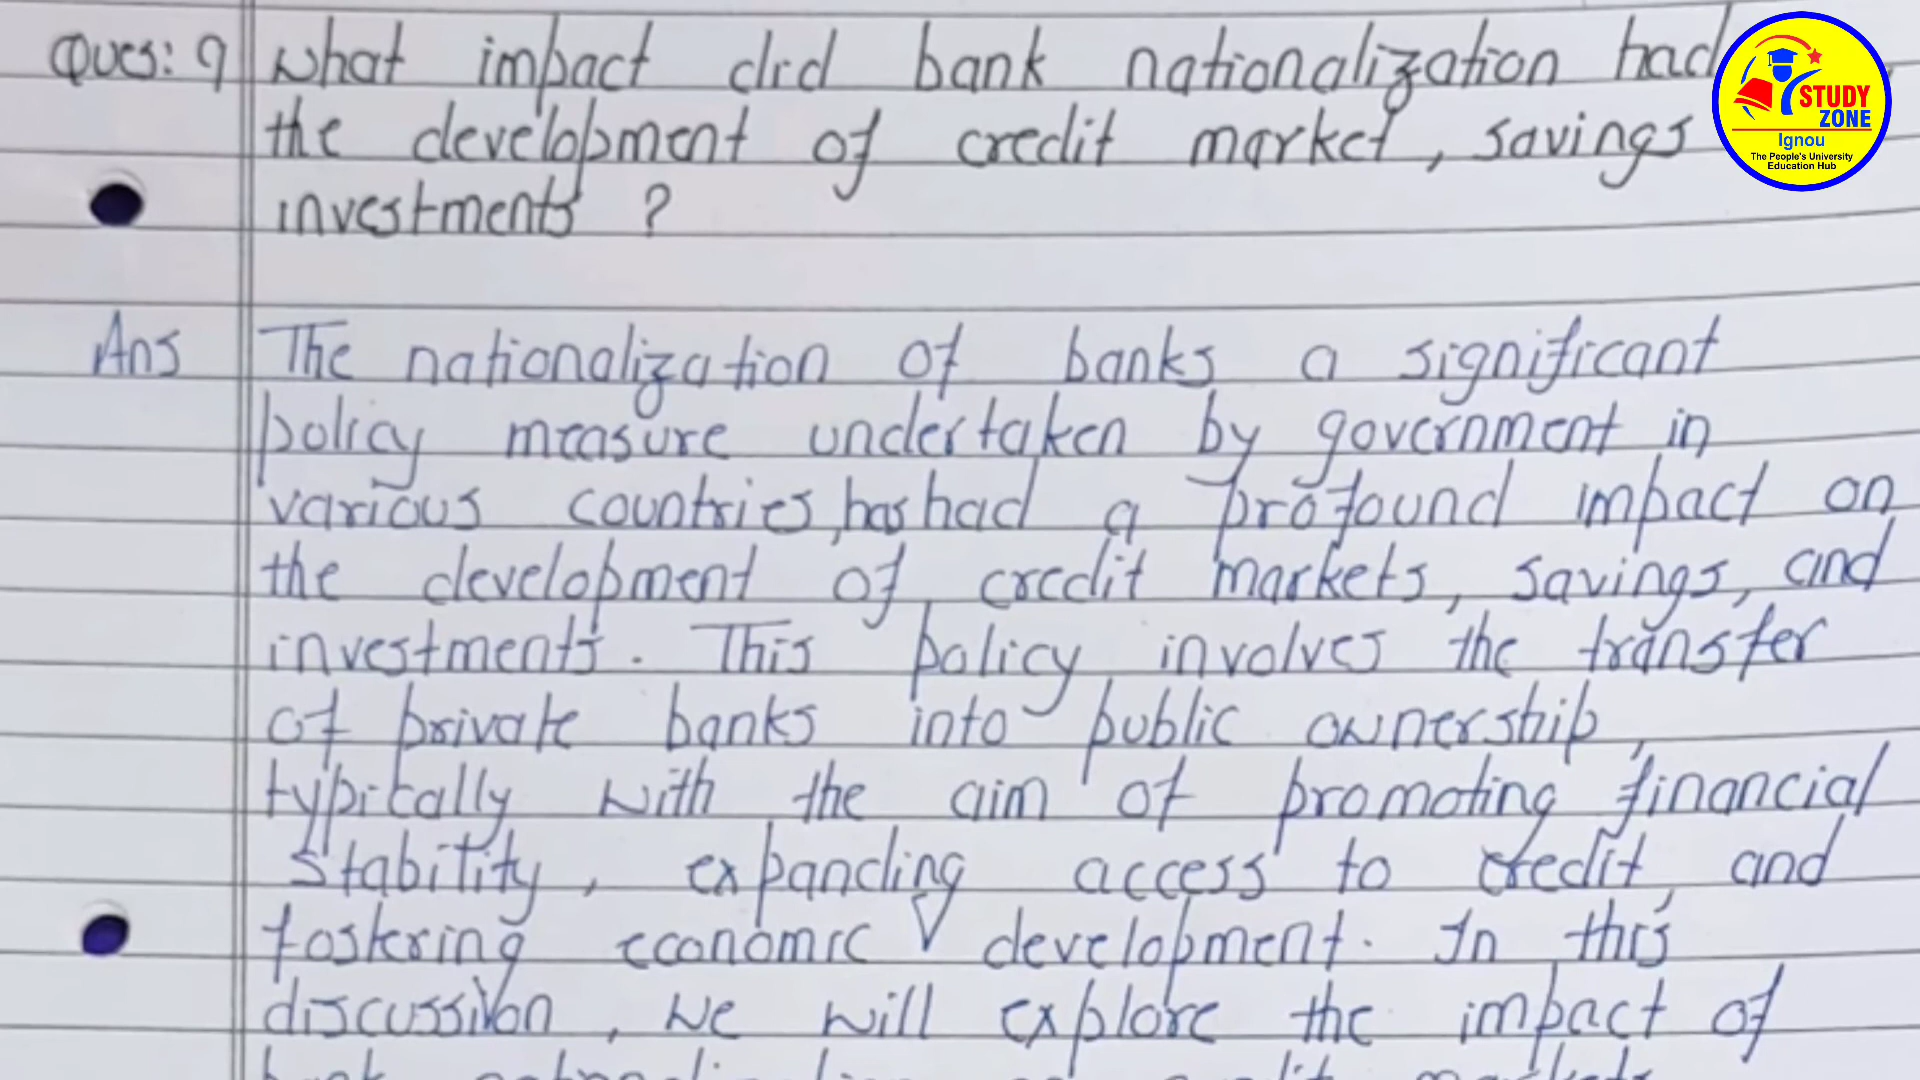 Ques: 9 What impact did bank nationalization had
the development of credit market, savings
investments ?
Ans The nationalization of banks a significant
policy measure undertaken by government in
various countries, has had a profound impact on
the development of credit markets, savings, and
investments. This policy involves the transfer
of private banks into public ownership,
typically with the aim of promoting financial
stability, expanding access to credit, and
fostering economic development. In this
discussion, we will explore the impact of
STUDY
ZONE
Ignou
The People's University
Education Hub